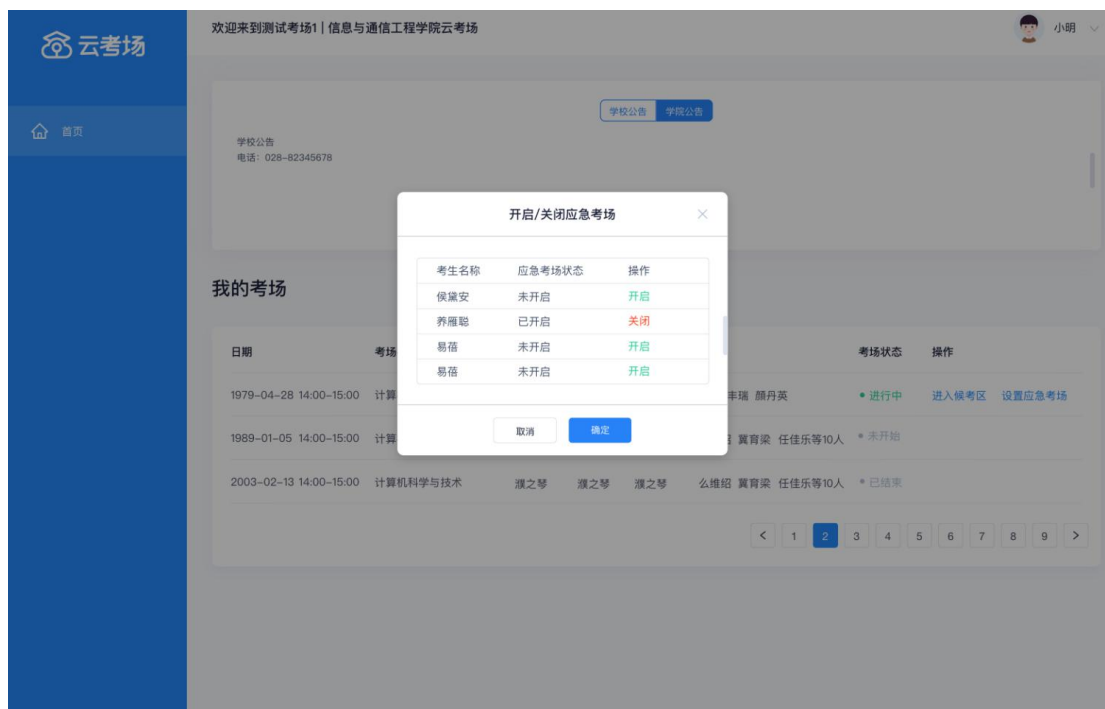 云考场
欢迎来到测试考场1 | 信息与通信工程学院云考场
小明
首页
学校公告 学院公告
学校公告
电话：028-82345678
开启/关闭应急考场
考生名称 应急考场状态 操作
侯黛安 未开启 开启
养雁聪 已开启 关闭
易蓓 未开启 开启
易蓓 未开启 开启
取消 确定
我的考场
日期 考场 考场状态 操作
1979-04-28 14:00-15:00 计算 丰瑞 颜丹英 进行中 进入候考区 设置应急考场
1989-01-05 14:00-15:00 计算 冀育梁 任佳乐等10人 未开始
2003-02-13 14:00-15:00 计算机科学与技术 濮之琴 濮之琴 濮之琴 么维绍 冀育梁 任佳乐等10人 已结束
< 1 2 3 4 5 6 7 8 9 >